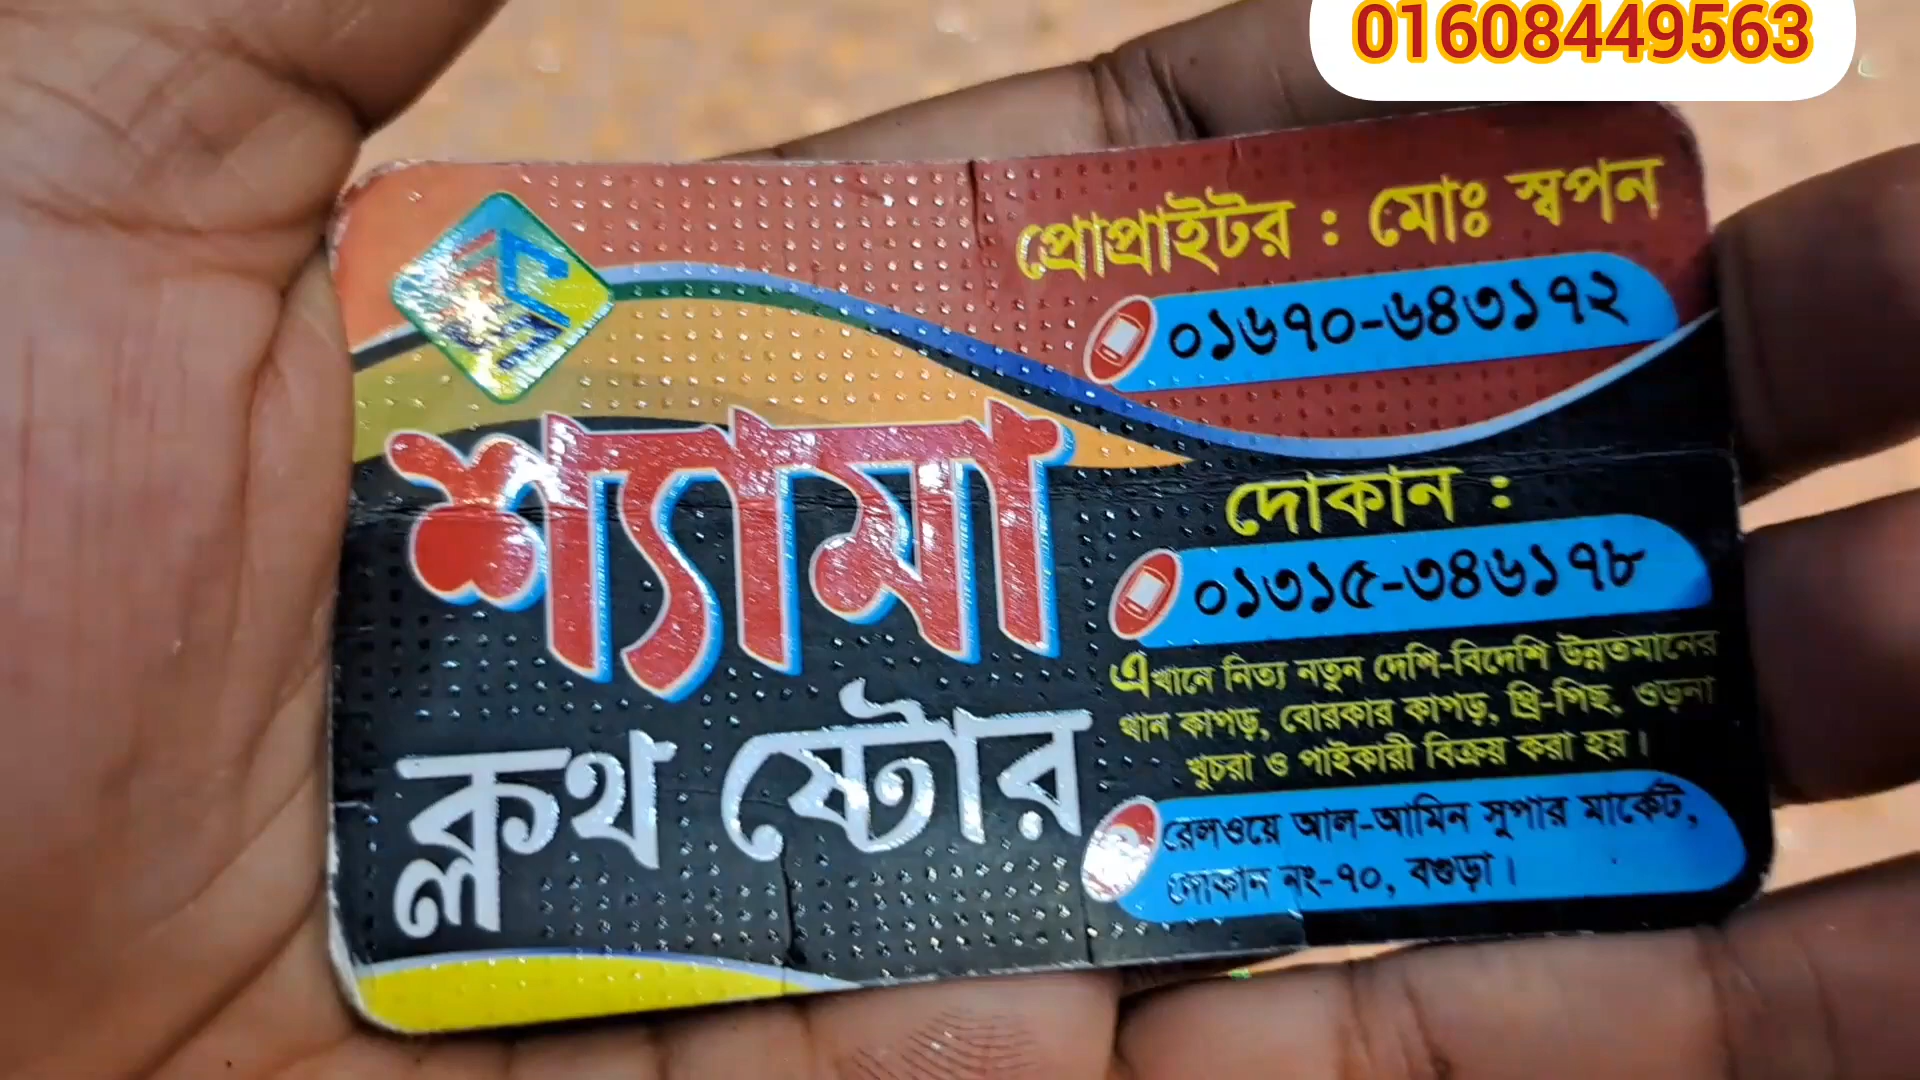 01608449563
প্রোপ্রাইটর : মোঃ স্বপন
০১৬৭০-৬৪৩১৭২
শ্যামা
ক্লথ ষ্টোর
দোকান :
০১৩১৫-৩৪৬১৭৮
এখানে নিত্য নতুন দেশি-বিদেশি উন্নতমানের
থান কাপড়, বোরকার কাপড়, থ্রি-পিছ, ওড়না
খুচরা ও পাইকারী বিক্রয় করা হয়।
রেলওয়ে আল-আমিন সুপার মার্কেট,
দোকান নং-৭০, বগুড়া।